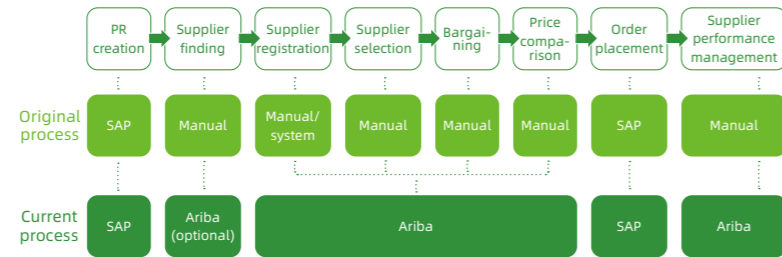 PR
creation
Supplier
finding
Supplier
registration
Supplier
selection
Bargai-
ning
Price
compa-
rison
Order
placement
Supplier
performance
management
Original
process
SAP
Manual
Manual/
system
Manual
Manual
Manual
SAP
Manual
Current
process
SAP
Ariba
(optional)
Ariba
SAP
Ariba